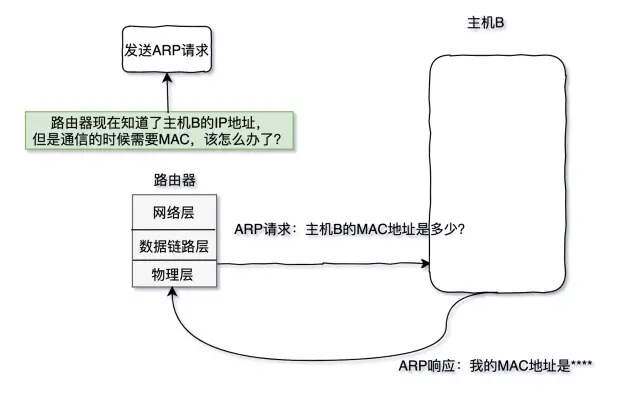 主机B
发送ARP请求
路由器现在知道了主机B的IP地址，
但是通信的时候需要MAC，该怎么办了？
路由器
网络层
ARP请求：主机B的MAC地址是多少？
数据链路层
物理层
ARP响应：我的MAC地址是****